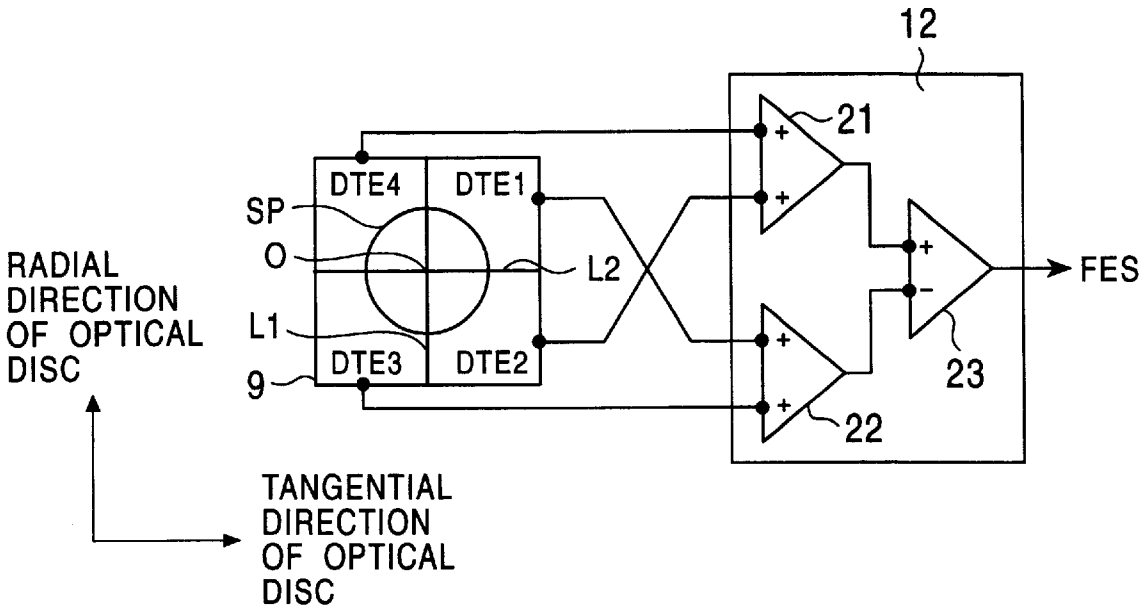 12
21
+
+
DTE4
DTE1
SP
O
L2
RADIAL
DIRECTION
OF OPTICAL
DISC
+
−
FES
L1
DTE3
DTE2
9
+
+
23
22
TANGENTIAL
DIRECTION
OF OPTICAL
DISC